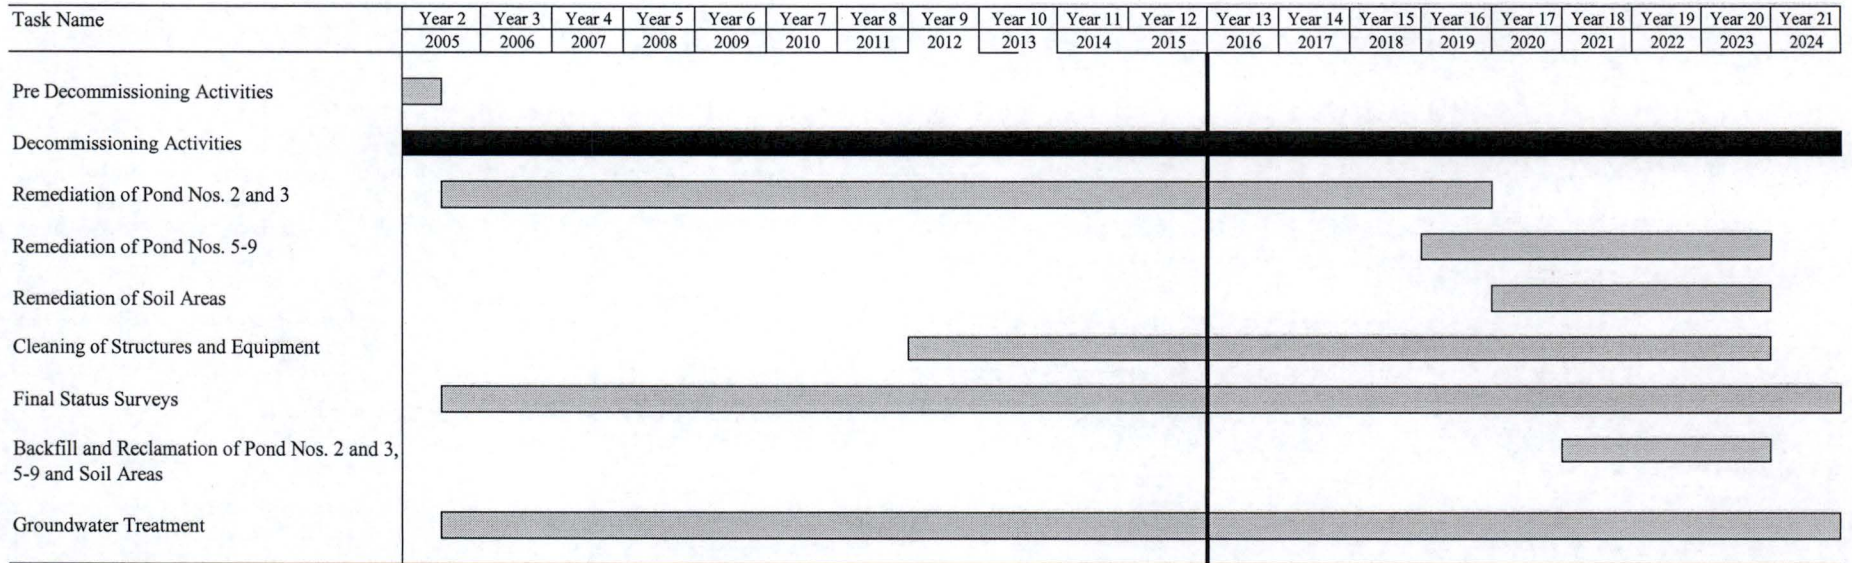 Task Name Year 2 Year 3 Year 4 Year 5 Year 6 Year 7 Year 8 Year 9 Year 10 Year 11 Year 12 Year 13 Year 14 Year 15 Year 16 Year 17 Year 18 Year 19 Year 20 Year 21
2005 2006 2007 2008 2009 2010 2011 2012 2013 2014 2015 2016 2017 2018 2019 2020 2021 2022 2023 2024
Pre Decommissioning Activities
Decommissioning Activities
Remediation of Pond Nos. 2 and 3
Remediation of Pond Nos. 5-9
Remediation of Soil Areas
Cleaning of Structures and Equipment
Final Status Surveys
Backfill and Reclamation of Pond Nos. 2 and 3,
5-9 and Soil Areas
Groundwater Treatment